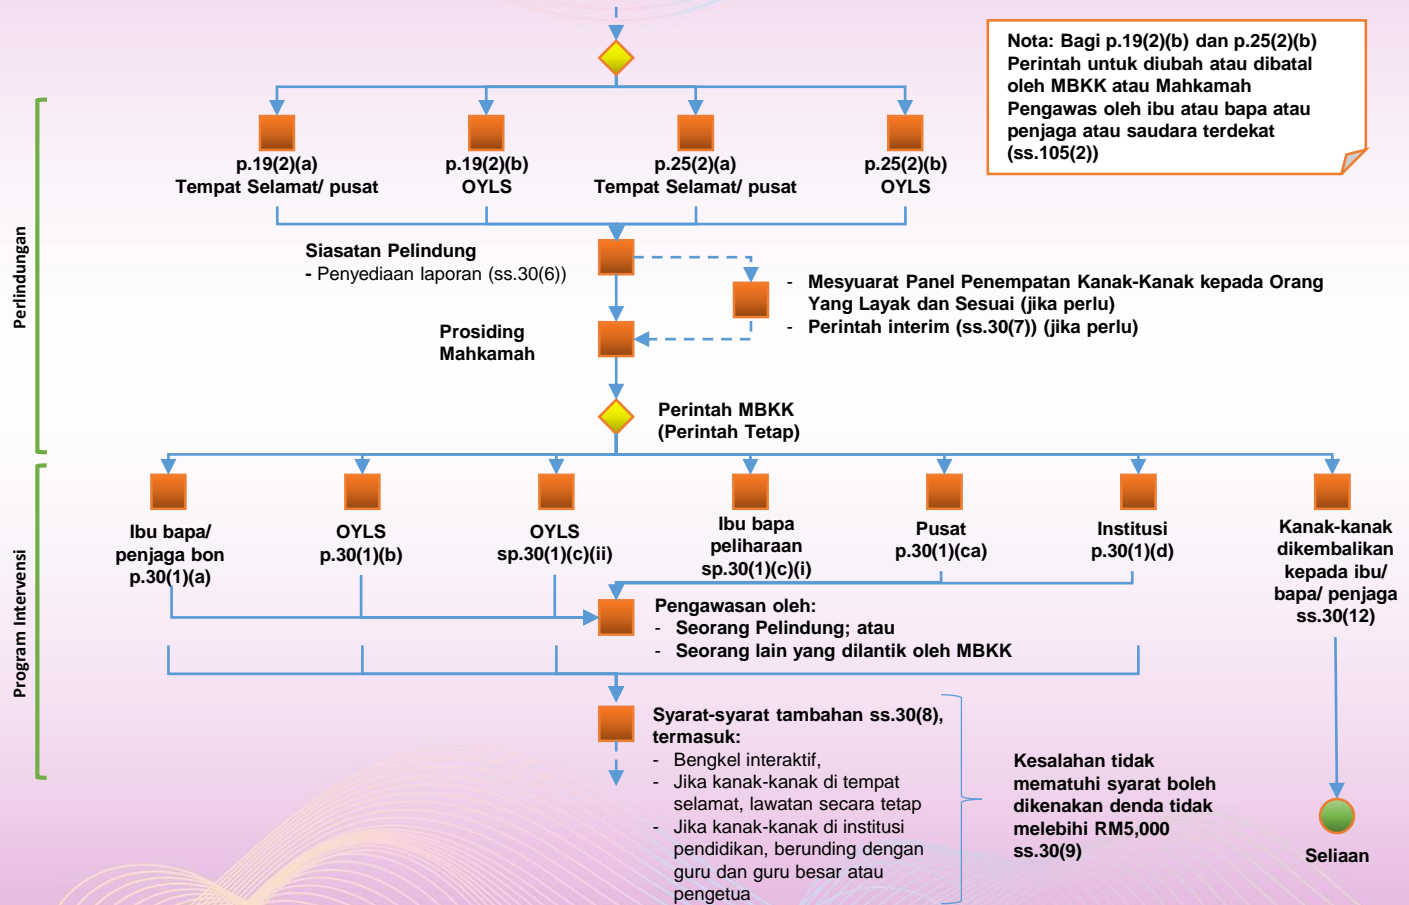 Nota: Bagi p.19(2)(b) dan p.25(2)(b)
Perintah untuk diubah atau dibatal
oleh MBKK atau Mahkamah
Pengawas oleh ibu atau bapa atau
penjaga atau saudara terdekat
(ss.105(2))
Perlindungan
p.19(2)(a)
Tempat Selamat/ pusat
p.19(2)(b)
OYLS
p.25(2)(a)
Tempat Selamat/ pusat
p.25(2)(b)
OYLS
Siasatan Pelindung
- Penyediaan laporan (ss.30(6))
- Mesyuarat Panel Penempatan Kanak-Kanak kepada Orang
Yang Layak dan Sesuai (jika perlu)
- Perintah interim (ss.30(7)) (jika perlu)
Prosiding
Mahkamah
Perintah MBKK
(Perintah Tetap)
Program Intervensi
Ibu bapa/
penjaga bon
p.30(1)(a)
OYLS
p.30(1)(b)
OYLS
sp.30(1)(c)(ii)
Ibu bapa
peliharaan
sp.30(1)(c)(i)
Pusat
p.30(1)(ca)
Institusi
p.30(1)(d)
Kanak-kanak
dikembalikan
kepada ibu/
bapa/ penjaga
ss.30(12)
Pengawasan oleh:
- Seorang Pelindung; atau
- Seorang lain yang dilantik oleh MBKK
Syarat-syarat tambahan ss.30(8),
termasuk:
- Bengkel interaktif,
- Jika kanak-kanak di tempat
selamat, lawatan secara tetap
- Jika kanak-kanak di institusi
pendidikan, berunding dengan
guru dan guru besar atau
pengetua
Kesalahan tidak
mematuhi syarat boleh
dikenakan denda tidak
melebihi RM5,000
ss.30(9)
Seliaan